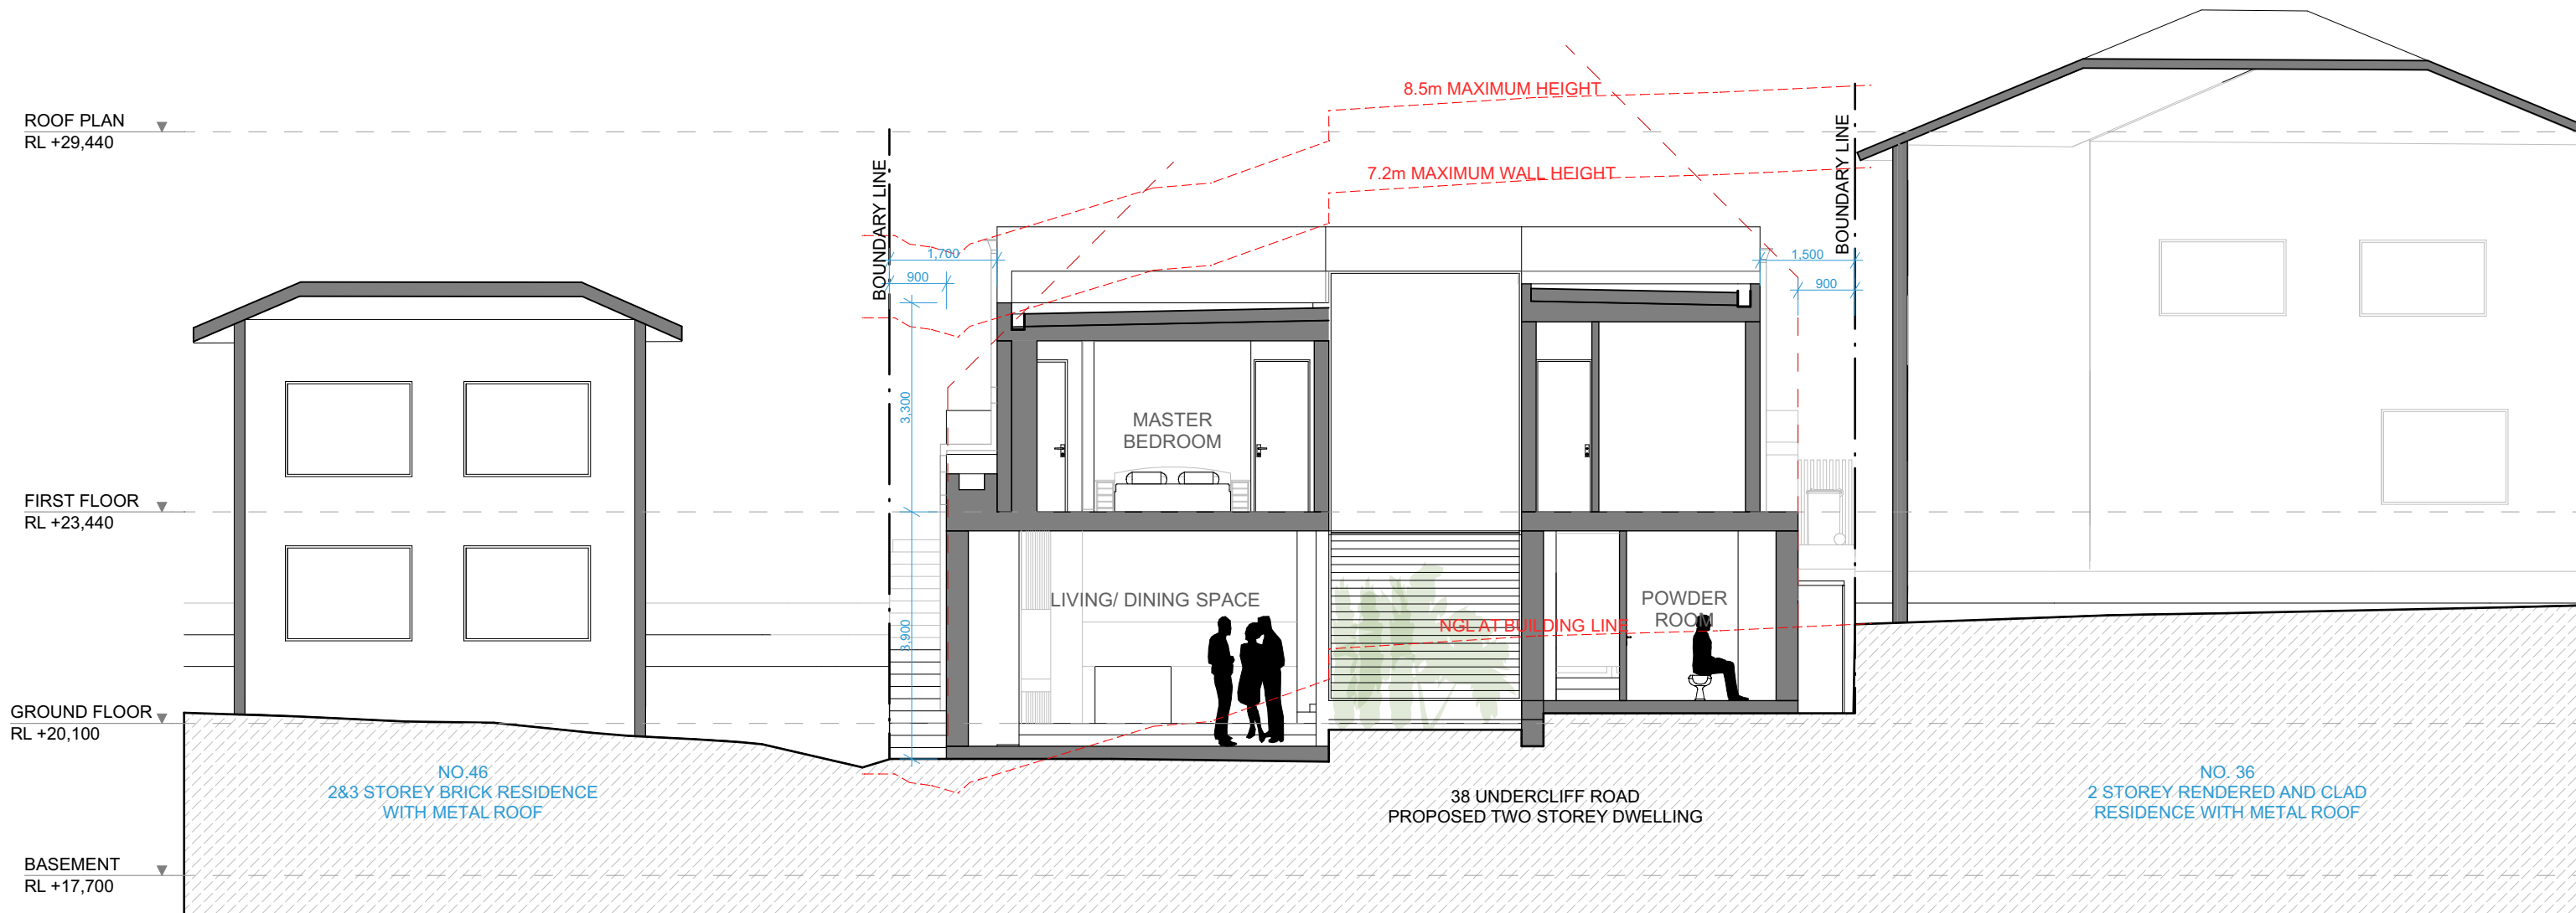 8.5m MAXIMUM HEIGHT
ROOF PLAN
RL +29,440
BOUNDARY LINE
BOUNDARY LINE
7.2m MAXIMUM WALL HEIGHT
1,700
900
1,500
900
3,300
MASTER
BEDROOM
FIRST FLOOR
RL +23,440
LIVING/ DINING SPACE
POWDER
ROOM
3,900
NGL AT BUILDING LINE
GROUND FLOOR
RL +20,100
NO.46
2&3 STOREY BRICK RESIDENCE
WITH METAL ROOF
38 UNDERCLIFF ROAD
PROPOSED TWO STOREY DWELLING
NO. 36
2 STOREY RENDERED AND CLAD
RESIDENCE WITH METAL ROOF
BASEMENT
RL +17,700